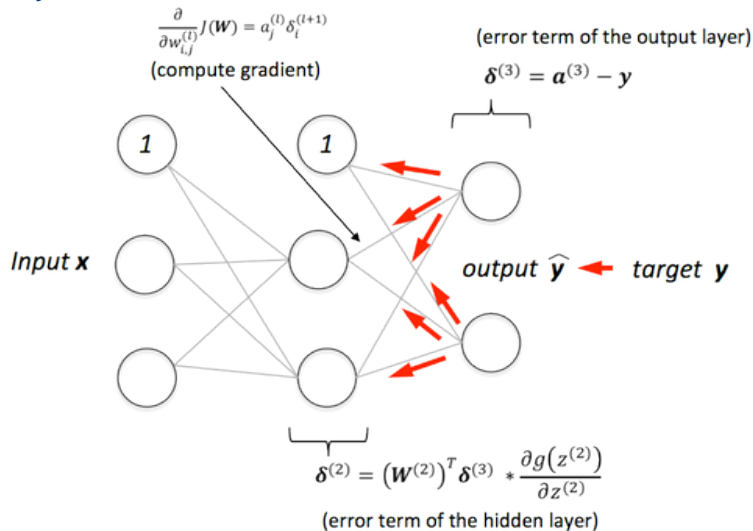 ∂/∂w_{i,j}^{(l)} J(W) = a_j^{(l)} δ_i^{(l+1)}
(compute gradient)
(error term of the output layer)
δ^{(3)} = a^{(3)} − y
1
1
Input x
output ŷ
target y
δ^{(2)} = (W^{(2)})^T δ^{(3)} * ∂g(z^{(2)})/∂z^{(2)}
(error term of the hidden layer)